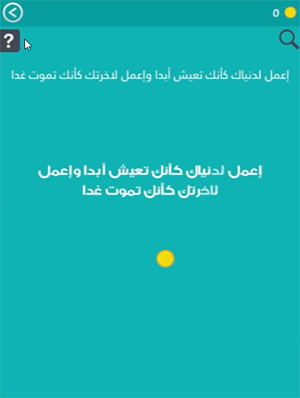 0
?
إعمل لدنياك كأنك تعيش أبدا وإعمل لاخرتك كأنك تموت غدا
إعمل لدنياك كأنك تعيش أبدا وإعمل
لاخرتك كأنك تموت غدا